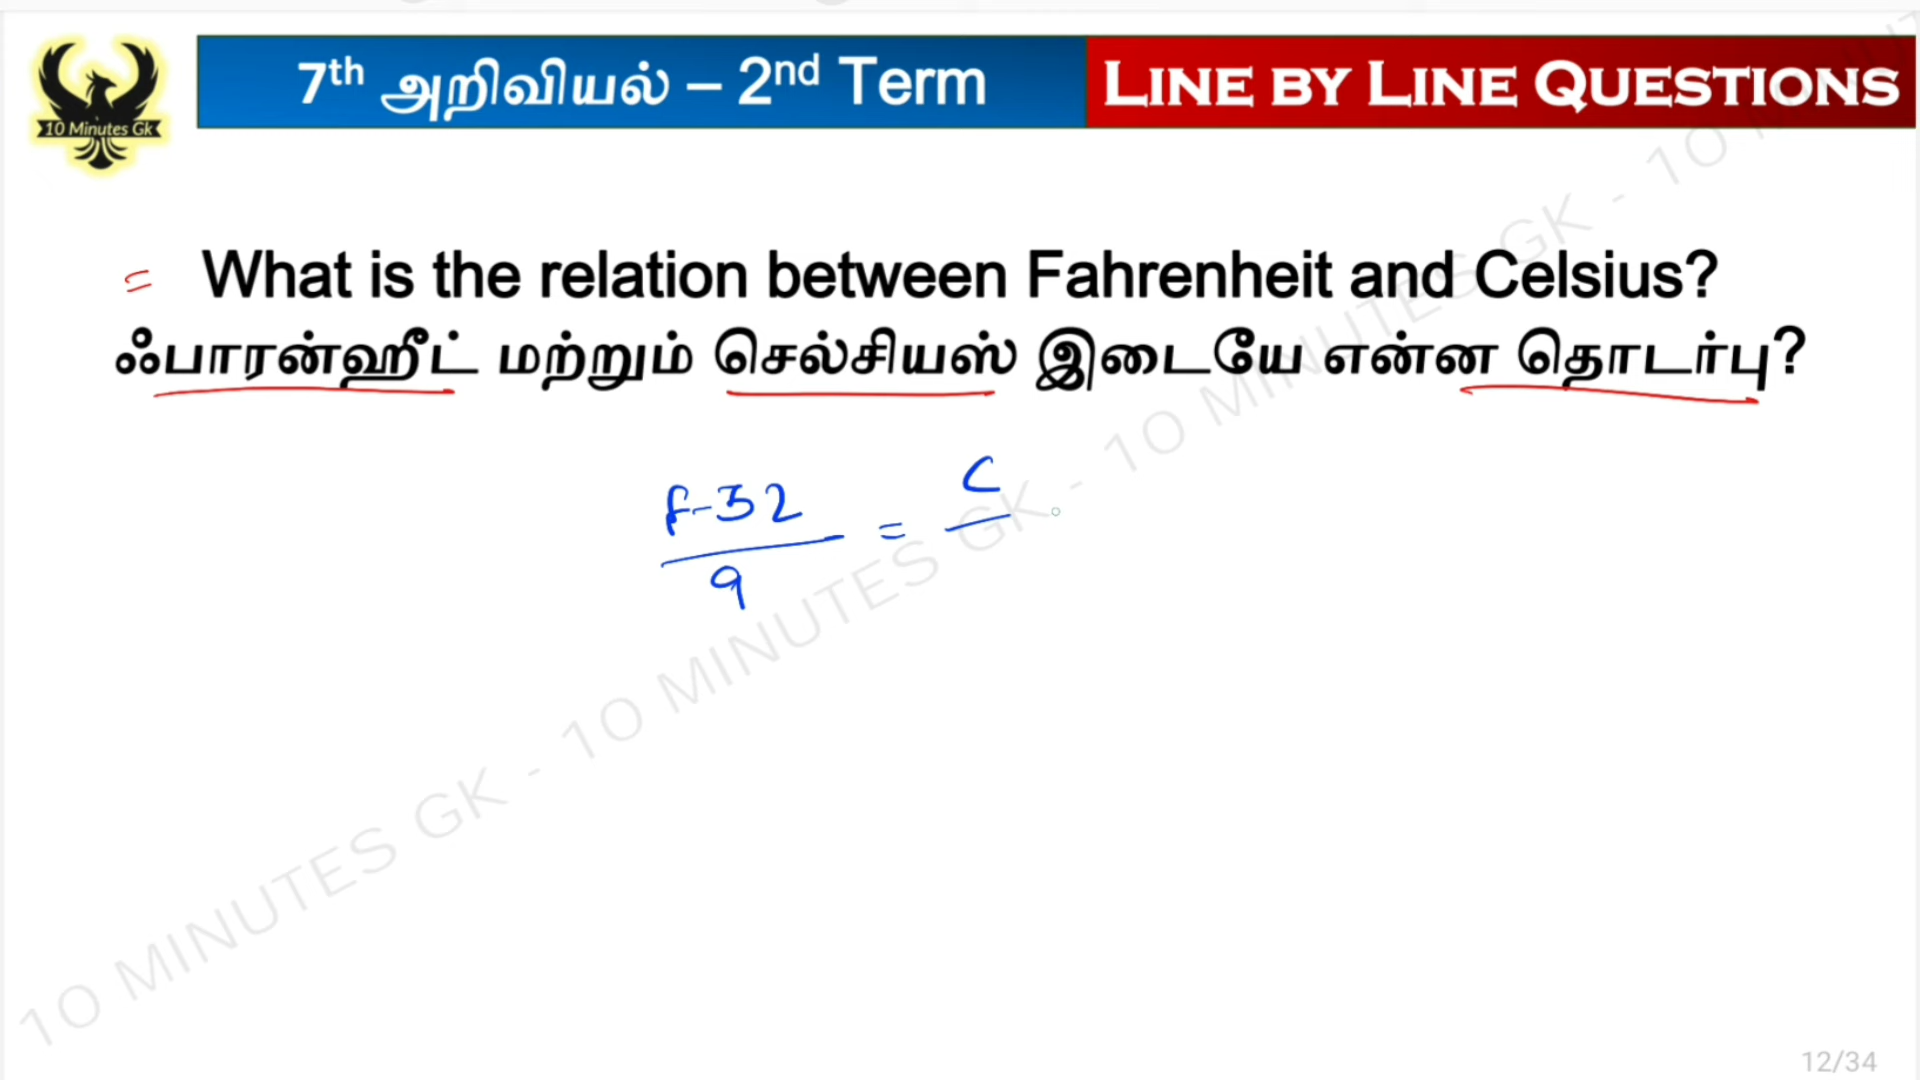 10 Minutes Gk
7th அறிவியல் – 2nd Term
LINE BY LINE QUESTIONS
= What is the relation between Fahrenheit and Celsius?
ஃபாரன்ஹீட் மற்றும் செல்சியஸ் இடையே என்ன தொடர்பு?
F-32 = C
9
10 MINUTES GK - 10 MINUTES GK - 10 MINUTES GK - 10 MINUT
12/34